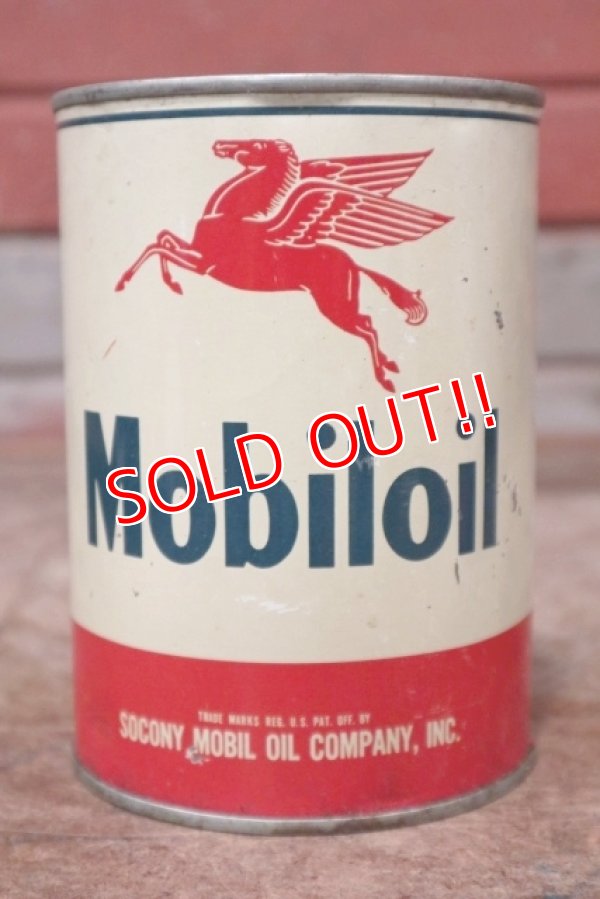 SOLD OUT!!
Mobiloil
TRADE MARKS REG. U.S. PAT. OFF. BY
SOCONY MOBIL OIL COMPANY, INC.